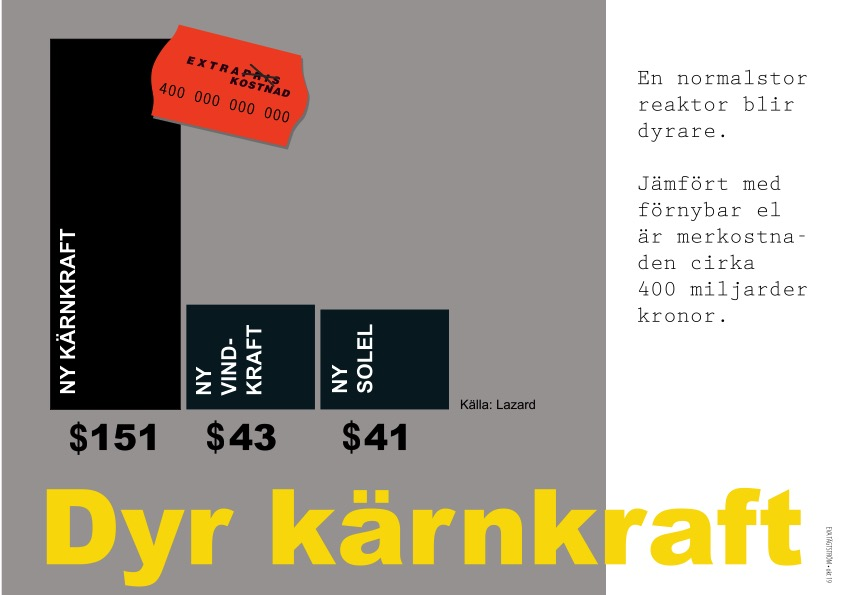 EXTRAPRIS
KOSTNAD
400 000 000 000
NY KÄRNKRAFT
NY
VIND-
KRAFT
NY
SOLEL
Källa: Lazard
$151
$43
$41
En normalstor
reaktor blir
dyrare.
Jämfört med
förnybar el
är merkostna-
den cirka
400 miljarder
kronor.
Dyr kärnkraft